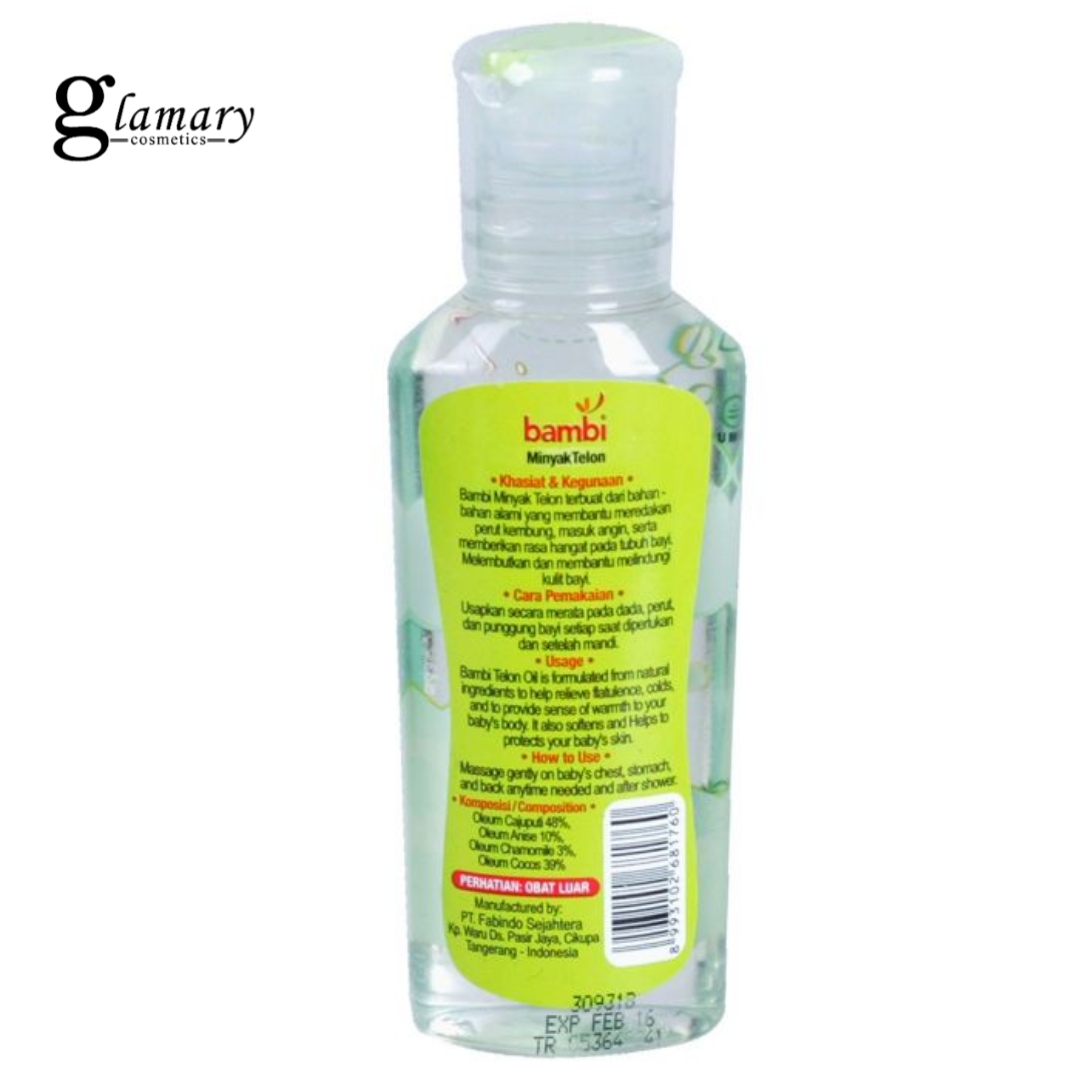 glamary
cosmetics
bambi
Minyak Telon
• Khasiat & Kegunaan •
Bambi Minyak Telon terbuat dari bahan -
bahan alami yang membantu meredakan
perut kembung, masuk angin, serta
memberikan rasa hangat pada tubuh bayi.
Melembutkan dan membantu melindungi
kulit bayi.
• Cara Pemakaian •
Usapkan secara merata pada dada, perut,
dan punggung bayi setiap saat diperlukan
dan setelah mandi.
• Usage •
Bambi Telon Oil is formulated from natural
ingredients to help relieve flatulence, colds,
and to provide sense of warmth to your
baby's body. It also softens and Helps to
protects your baby's skin.
• How to Use •
Massage gently on baby's chest, stomach,
and back anytime needed and after shower.
• Komposisi / Composition •
Oleum Cajuputi 48%,
Oleum Anise 10%,
Oleum Chamomile 3%,
Oleum Cocos 39%
PERHATIAN: OBAT LUAR
Manufactured by:
PT. Fabindo Sejahtera
Kp. Waru Ds. Pasir Jaya, Cikupa
Tangerang - Indonesia
8 993102 681760
EXP FEB 16
TR